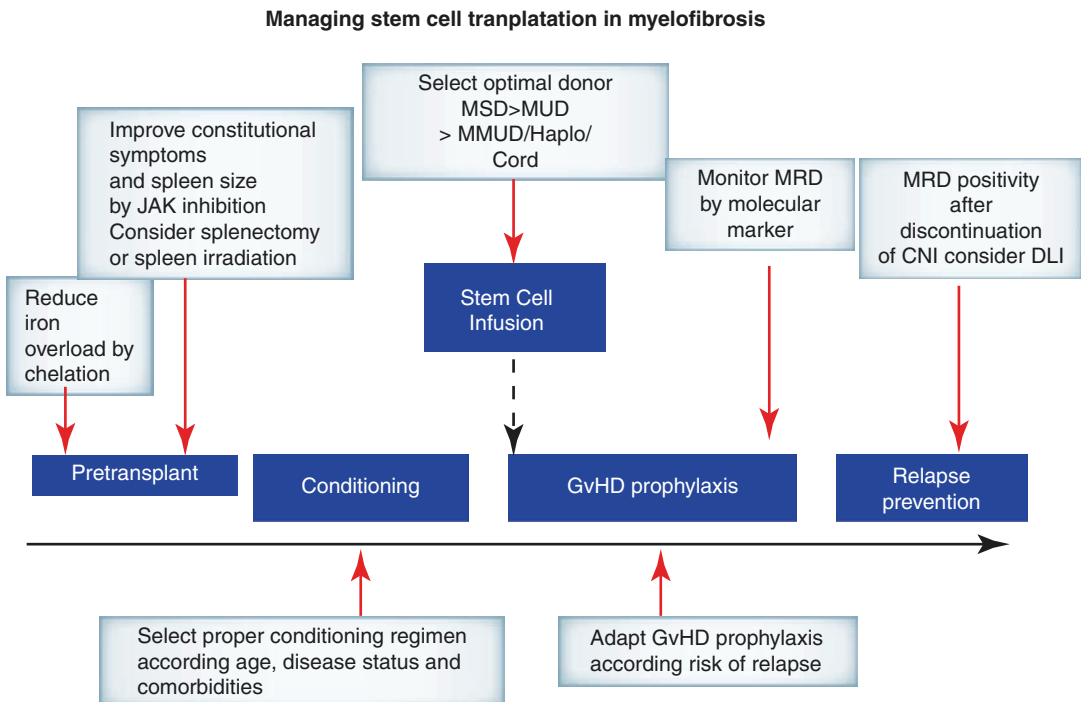 Managing stem cell tranplatation in myelofibrosis
Select optimal donor
MSD>MUD
> MMUD/Haplo/
Cord
Improve constitutional
symptoms
and spleen size
by JAK inhibition
Consider splenectomy
or spleen irradiation
Monitor MRD
by molecular
marker
MRD positivity
after
discontinuation
of CNI consider DLI
Reduce
iron
overload by
chelation
Stem Cell
Infusion
Pretransplant
Conditioning
GvHD prophylaxis
Relapse
prevention
Select proper conditioning regimen
according age, disease status and
comorbidities
Adapt GvHD prophylaxis
according risk of relapse